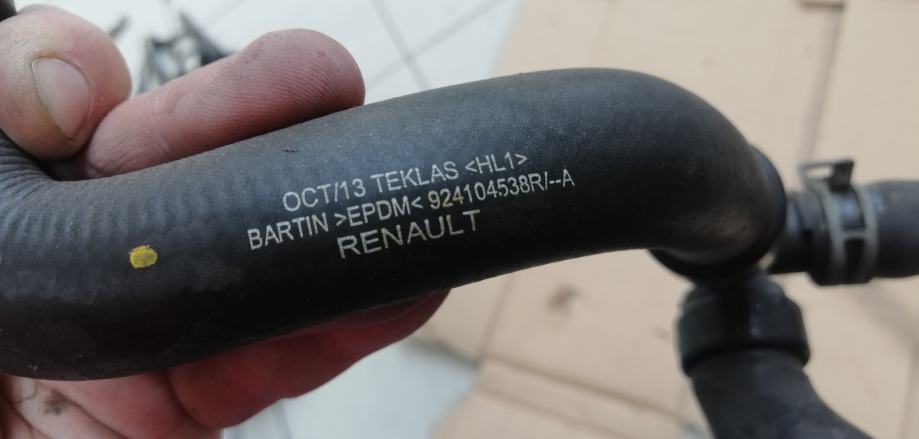 OCT/13 TEKLAS <HL1>
BARTIN >EPDM< 924104538R/--A
RENAULT